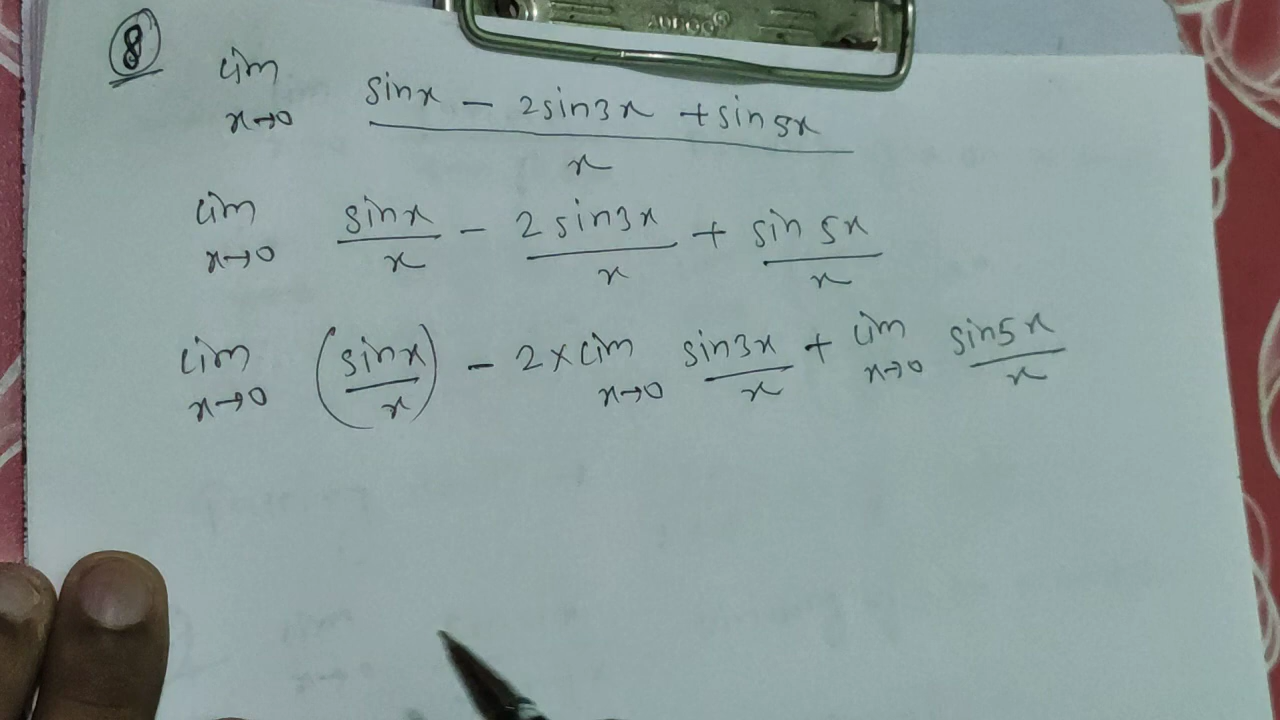 ⑧ lim x→0 (sinx − 2sin3x + sin5x)/x
lim x→0 sinx/x − 2sin3x/x + sin5x/x
lim x→0 (sinx/x) − 2×lim x→0 sin3x/x + lim x→0 sin5x/x